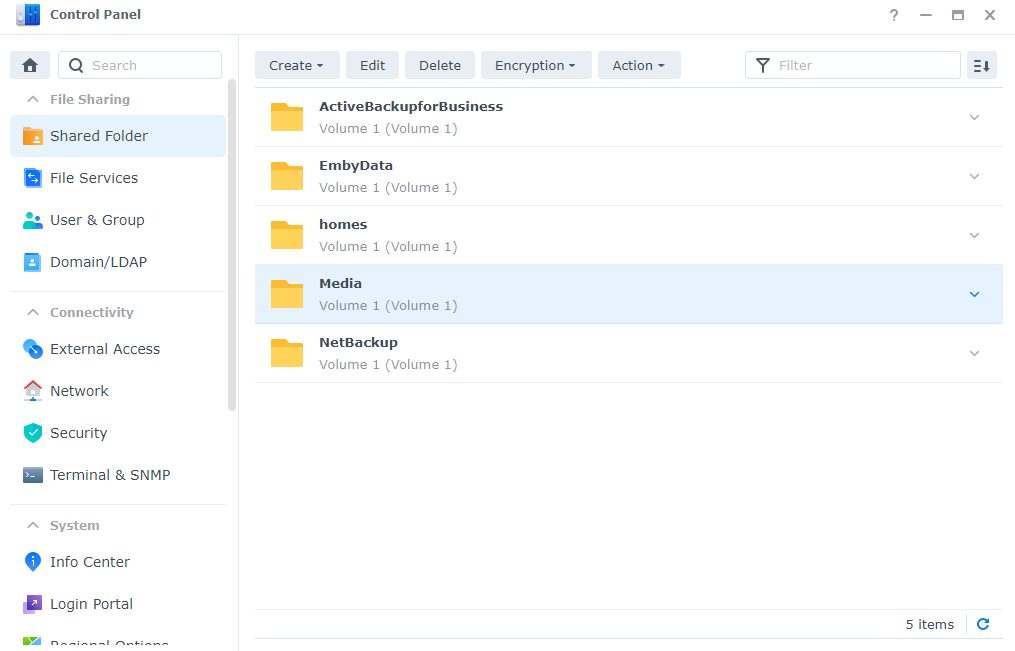 Control Panel
?
Search
File Sharing
Shared Folder
File Services
User & Group
Domain/LDAP
Connectivity
External Access
Network
Security
Terminal & SNMP
System
Info Center
Login Portal
Regional Options
Create
Edit
Delete
Encryption
Action
Filter
ActiveBackupforBusiness
Volume 1 (Volume 1)
EmbyData
Volume 1 (Volume 1)
homes
Volume 1 (Volume 1)
Media
Volume 1 (Volume 1)
NetBackup
Volume 1 (Volume 1)
5 items